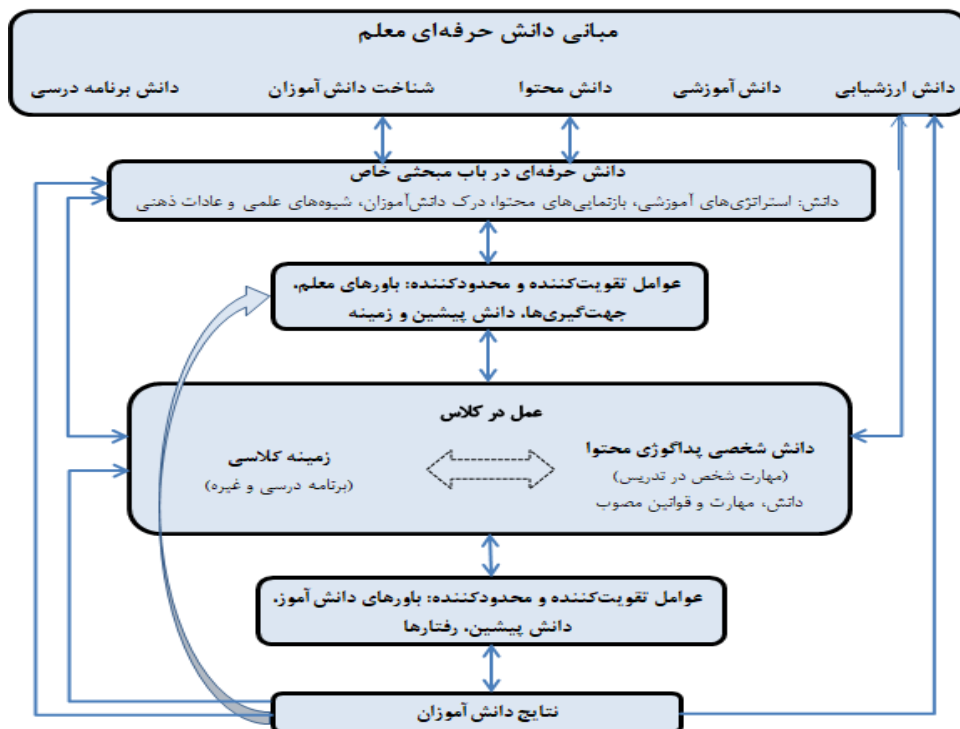 مبانی دانش حرفه‌ای معلم
دانش ارزشیابی دانش آموزشی دانش محتوا شناخت دانش آموزان دانش برنامه درسی
دانش حرفه‌ای در باب مبحثی خاص
دانش: استراتژی‌های آموزشی، بازنمایی‌های محتوا، درک دانش‌آموزان، شیوه‌های علمی و عادات ذهنی
عوامل تقویت‌کننده و محدودکننده: باورهای معلم،
جهت‌گیری‌ها، دانش پیشین و زمینه
عمل در کلاس
دانش شخصی پداگوژی محتوا
(مهارت شخص در تدریس)
دانش، مهارت و قوانین مصوب
زمینه کلاسی
(برنامه درسی و غیره)
عوامل تقویت‌کننده و محدودکننده: باورهای دانش آموز،
دانش پیشین، رفتارها
نتایج دانش آموزان